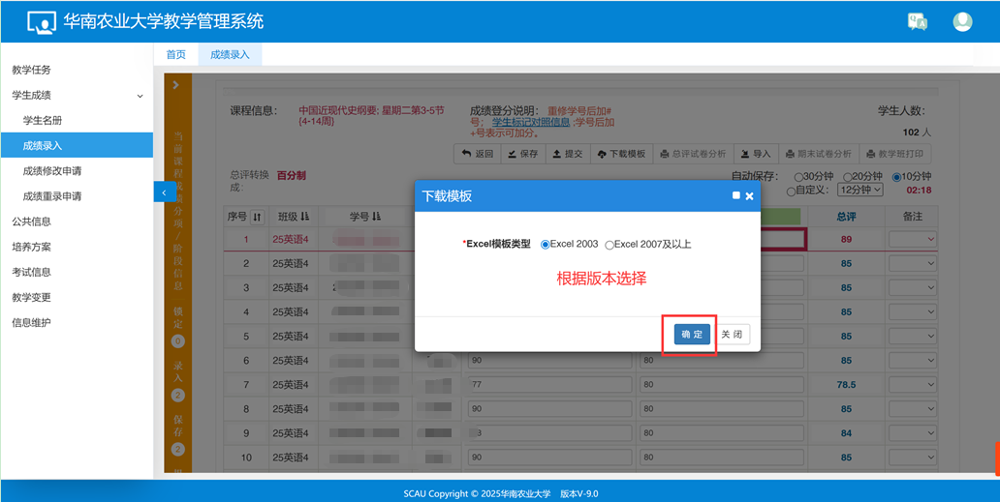 华南农业大学教学管理系统
首页
成绩录入
教学任务
学生成绩
学生名册
成绩录入
成绩修改申请
成绩重录申请
公共信息
培养方案
考试信息
教学变更
信息维护
当前课程成绩分项/阶段信息
锁定
0
录入
2
保存
2
课程信息：
中国近现代史纲要; 星期二第3-5节
{4-14周}
成绩登分说明： 重修学号后加#
号； 学生标记对照信息 ;学号后加
+号表示可加分。
学生人数：
102 人
返回 保存 提交 下载模板 总评试卷分析 导入 期末试卷分析 教学班打印
总评转换
成： 百分制
自动保存： 30分钟 20分钟 10分钟
自定义： 12分钟 02:18
序号 班级 学号 总评 备注
1 25英语4 89
2 25英语4 85
3 25英语4 85
4 25英语4 85
5 25英语4 85
6 25英语4 90 80 85
7 25英语4 77 80 78.5
8 25英语4 90 80 85
9 25英语4 80 84
10 25英语4 90 80 85
下载模板
*Excel模板类型 Excel 2003 Excel 2007及以上
根据版本选择
确 定 关 闭
SCAU Copyright © 2025华南农业大学 版本V-9.0